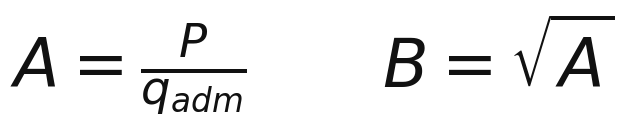 A = P/q_adm    B = √A